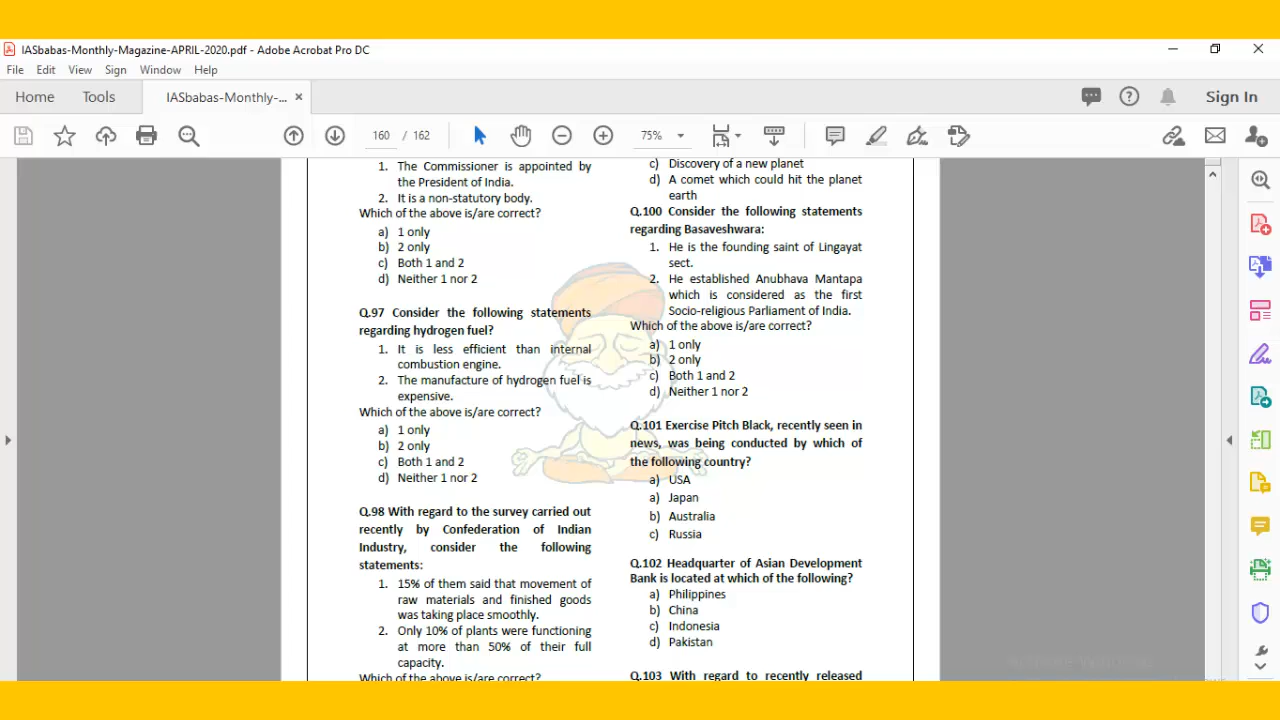 IASbabas-Monthly-Magazine-APRIL-2020.pdf - Adobe Acrobat Pro DC
File Edit View Sign Window Help
Home Tools IASbabas-Monthly-... × Sign In
160 / 162 75%
1. The Commissioner is appointed by
the President of India.
2. It is a non-statutory body.
Which of the above is/are correct?
a) 1 only
b) 2 only
c) Both 1 and 2
d) Neither 1 nor 2
Q.97 Consider the following statements
regarding hydrogen fuel?
1. It is less efficient than internal
combustion engine.
2. The manufacture of hydrogen fuel is
expensive.
Which of the above is/are correct?
a) 1 only
b) 2 only
c) Both 1 and 2
d) Neither 1 nor 2
Q.98 With regard to the survey carried out
recently by Confederation of Indian
Industry, consider the following
statements:
1. 15% of them said that movement of
raw materials and finished goods
was taking place smoothly.
2. Only 10% of plants were functioning
at more than 50% of their full
capacity.
Which of the above is/are correct?
c) Discovery of a new planet
d) A comet which could hit the planet
earth
Q.100 Consider the following statements
regarding Basaveshwara:
1. He is the founding saint of Lingayat
sect.
2. He established Anubhava Mantapa
which is considered as the first
Socio-religious Parliament of India.
Which of the above is/are correct?
a) 1 only
b) 2 only
c) Both 1 and 2
d) Neither 1 nor 2
Q.101 Exercise Pitch Black, recently seen in
news, was being conducted by which of
the following country?
a) USA
a) Japan
b) Australia
c) Russia
Q.102 Headquarter of Asian Development
Bank is located at which of the following?
a) Philippines
b) China
c) Indonesia
d) Pakistan
Q.103 With regard to recently released